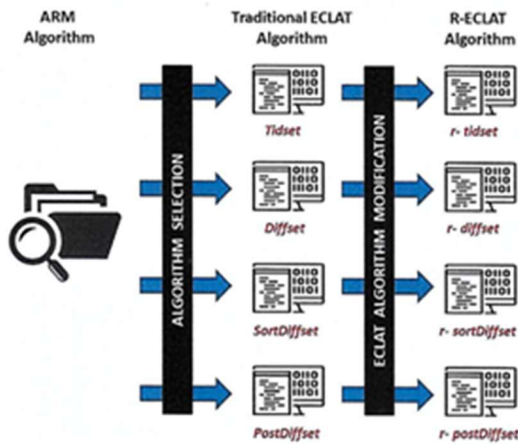 ARM
Algorithm
Traditional ECLAT
Algorithm
R-ECLAT
Algorithm
ALGORITHM SELECTION
ECLAT ALGORITHM MODIFICATION
Tidset
r- tidset
Diffset
r- diffset
SortDiffset
r- sortDiffset
PostDiffset
r- postDiffset